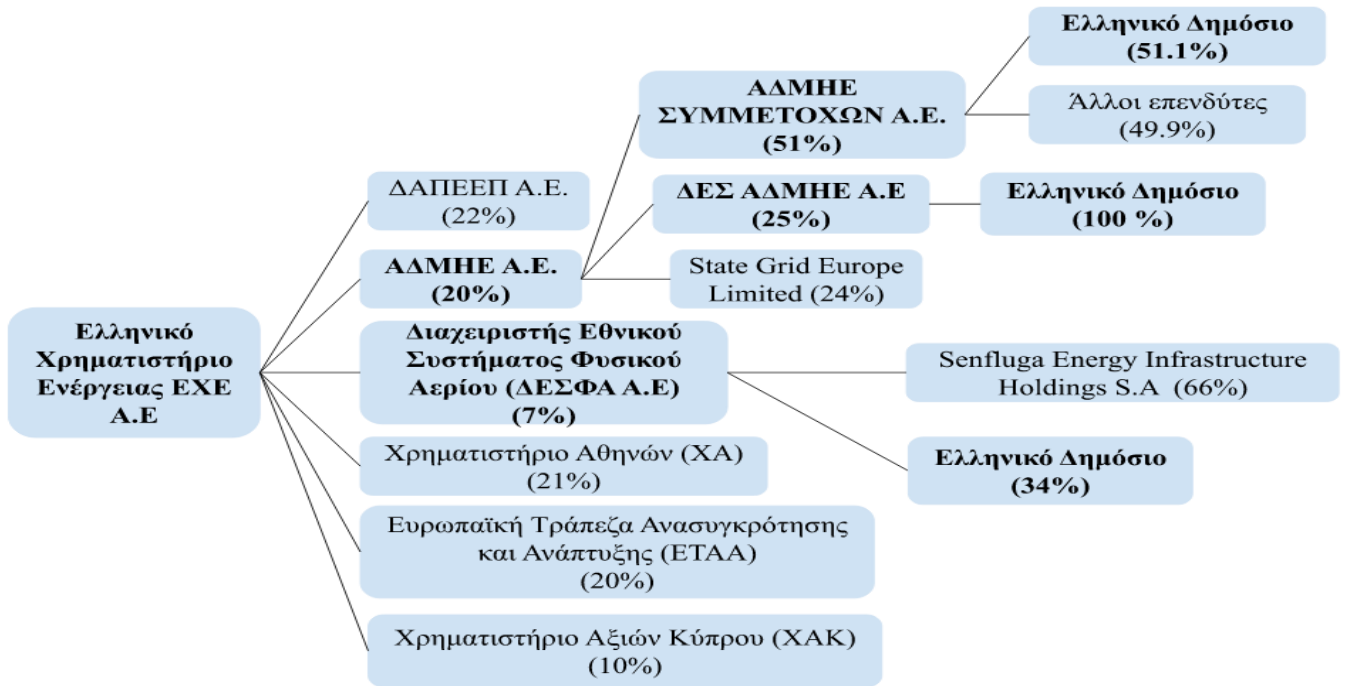 Ελληνικό
Χρηματιστήριο
Ενέργειας ΕΧΕ
Α.Ε
ΔΑΠΕΕΠ Α.Ε.
(22%)
ΑΔΜΗΕ Α.Ε.
(20%)
Διαχειριστής Εθνικού
Συστήματος Φυσικού
Αερίου (ΔΕΣΦΑ Α.Ε)
(7%)
Χρηματιστήριο Αθηνών (ΧΑ)
(21%)
Ευρωπαϊκή Τράπεζα Ανασυγκρότησης
και Ανάπτυξης (ΕΤΑΑ)
(20%)
Χρηματιστήριο Αξιών Κύπρου (ΧΑΚ)
(10%)
ΑΔΜΗΕ
ΣΥΜΜΕΤΟΧΩΝ Α.Ε.
(51%)
ΔΕΣ ΑΔΜΗΕ Α.Ε
(25%)
State Grid Europe
Limited (24%)
Ελληνικό Δημόσιο
(51.1%)
Άλλοι επενδύτες
(49.9%)
Ελληνικό Δημόσιο
(100 %)
Senfluga Energy Infrastructure
Holdings S.A (66%)
Ελληνικό Δημόσιο
(34%)